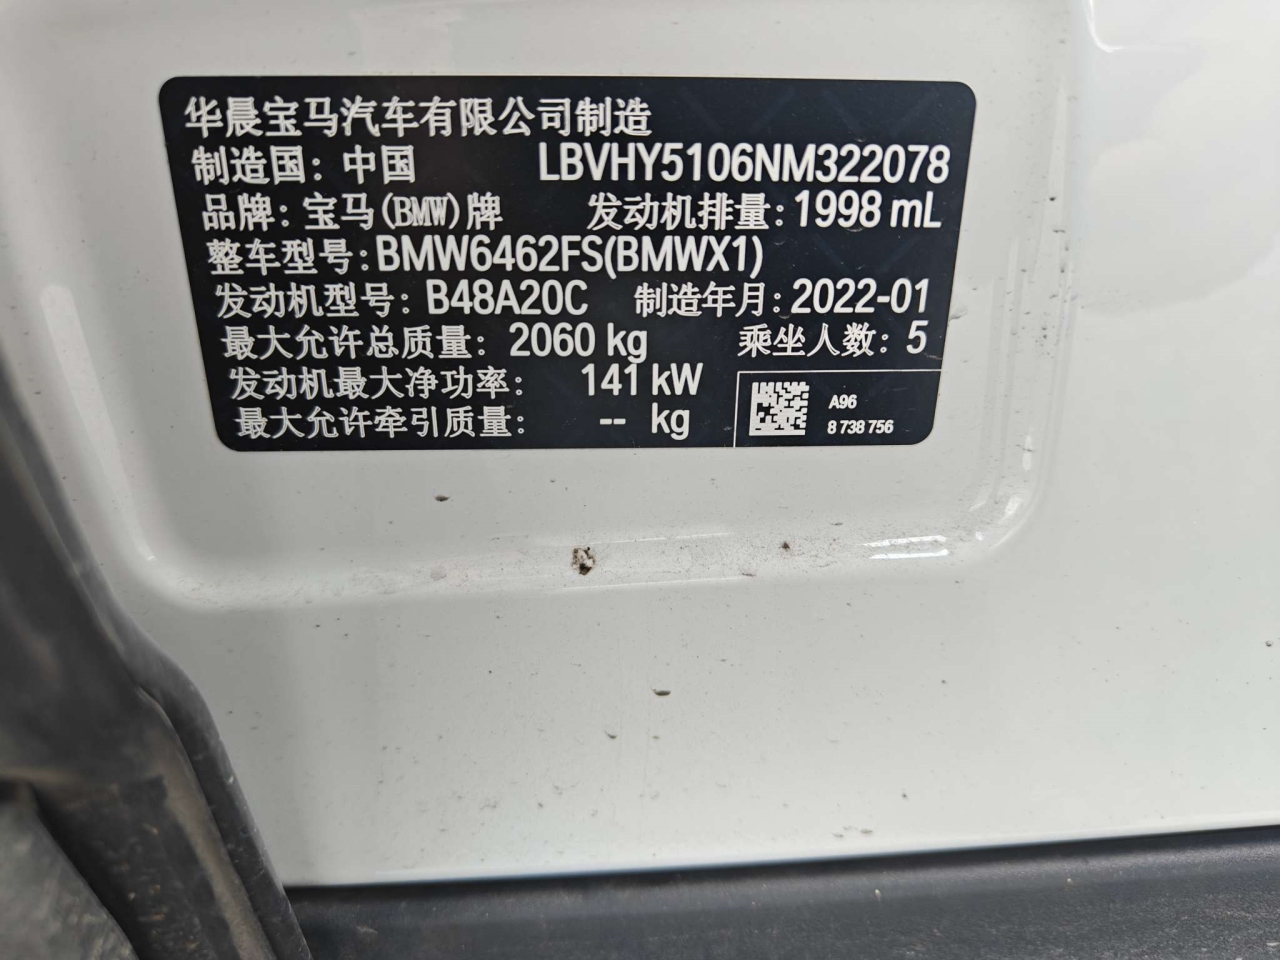 华晨宝马汽车有限公司制造
制造国：中国 LBVHY5106NM322078
品牌：宝马(BMW)牌 发动机排量：1998 mL
整车型号：BMW6462FS(BMWX1)
发动机型号：B48A20C 制造年月：2022-01
最大允许总质量：2060 kg 乘坐人数：5
发动机最大净功率：141 kW
最大允许牵引质量：-- kg
A96
8 738 756